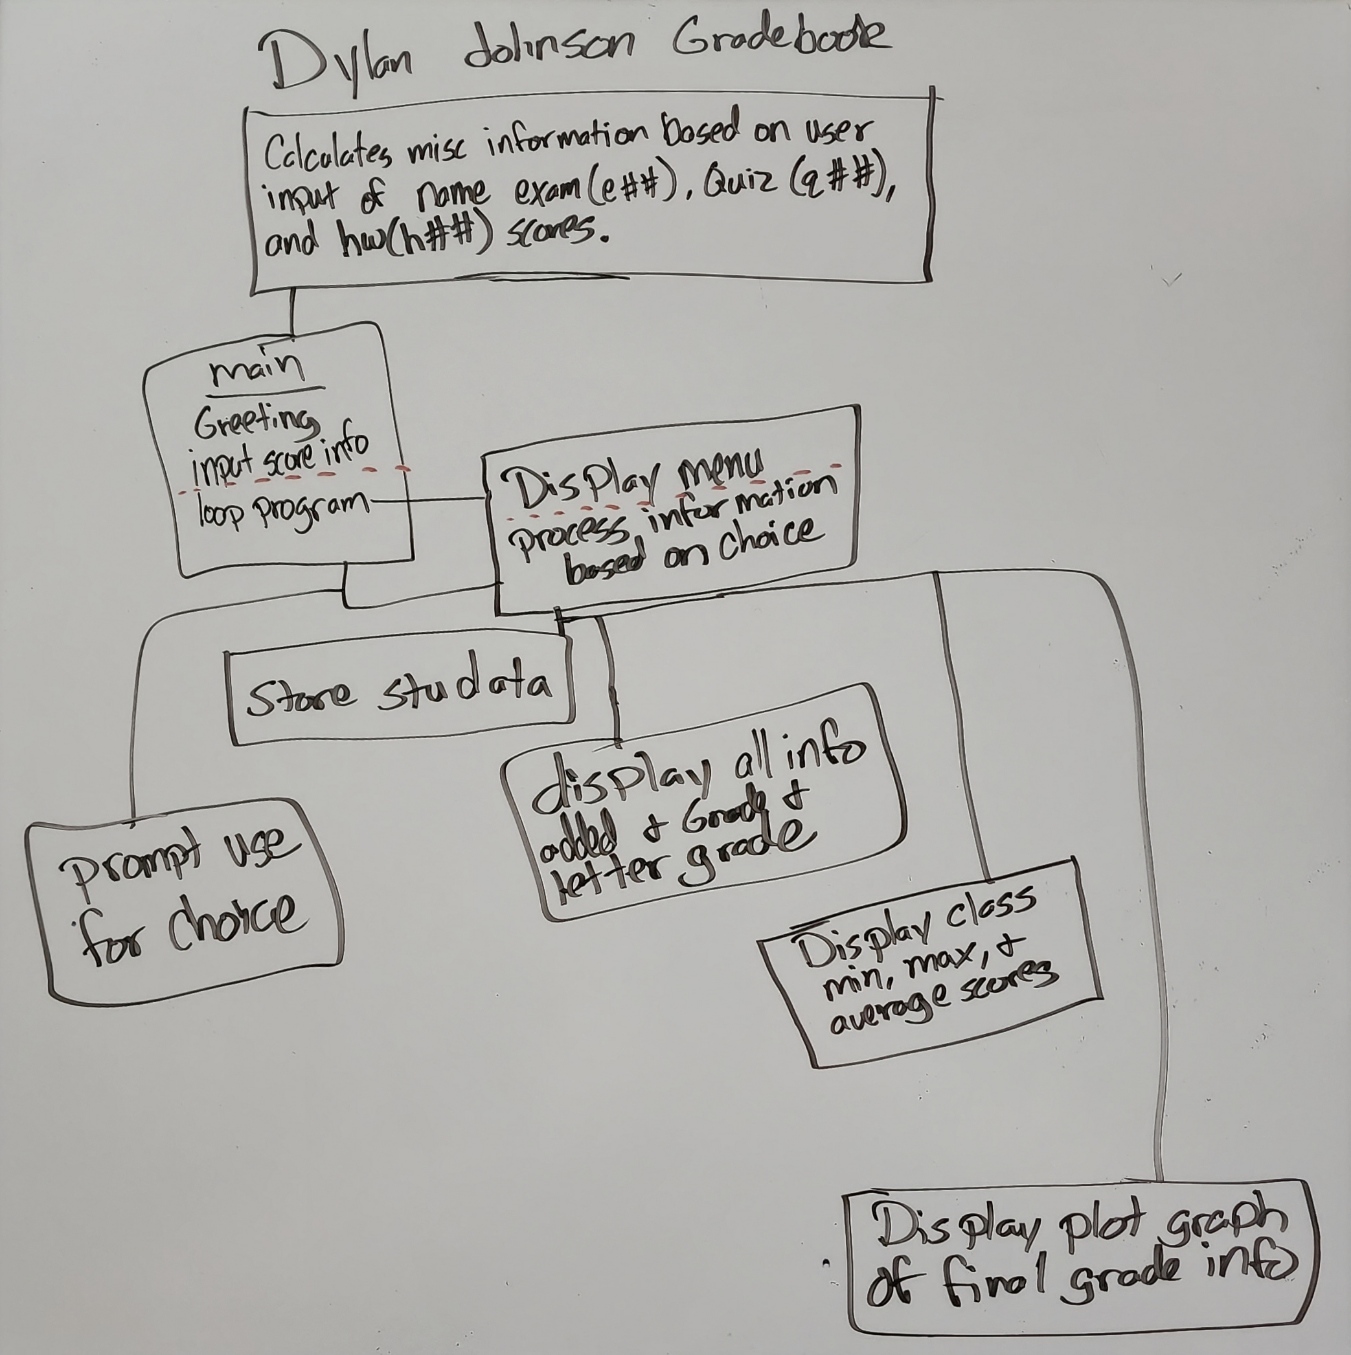 Dylan Johnson Gradebook
Calculates misc information based on user
input of name exam(e##), Quiz (q##),
and hw(h##) scores.
main
Greeting
input score info
loop program
Display menu
process information
based on choice
Store stu data
display all info
added & Grade &
letter grade
prompt use
for choice
Display class
min, max, &
average scores
Display plot graph
of final grade info